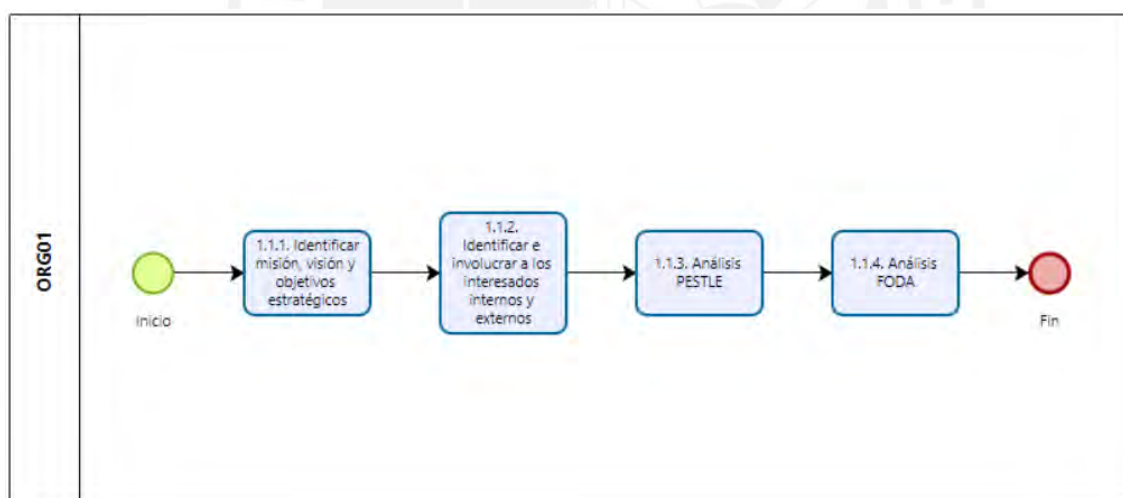 ORG01
Inicio
1.1.1. Identificar
misión, visión y
objetivos
estratégicos
1.1.2.
Identificar e
involucrar a los
interesados
internos y
externos
1.1.3. Análisis
PESTLE
1.1.4. Análisis
FODA
Fin